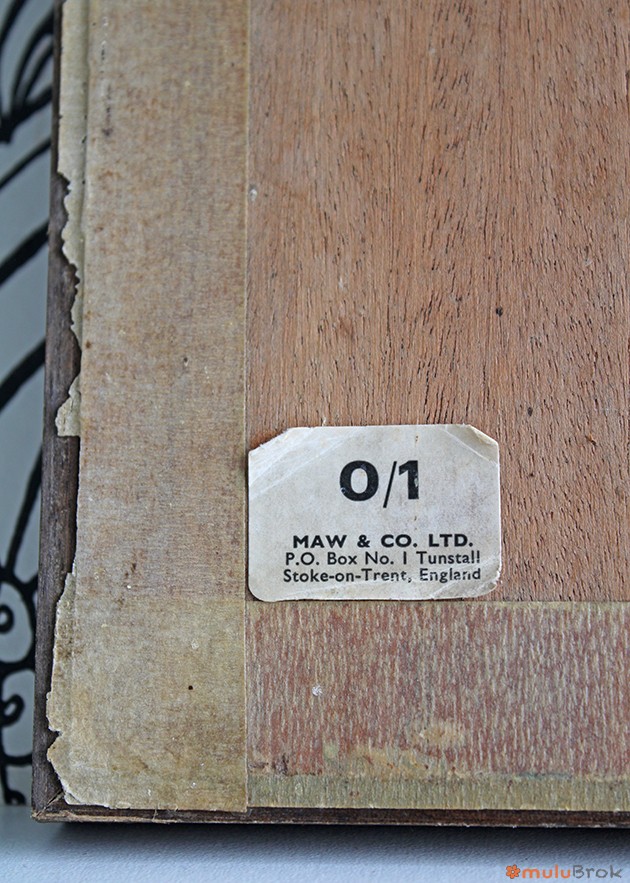 0/1
MAW & CO. LTD.
P.O. Box No. 1 Tunstall
Stoke-on-Trent, England
muluBrok